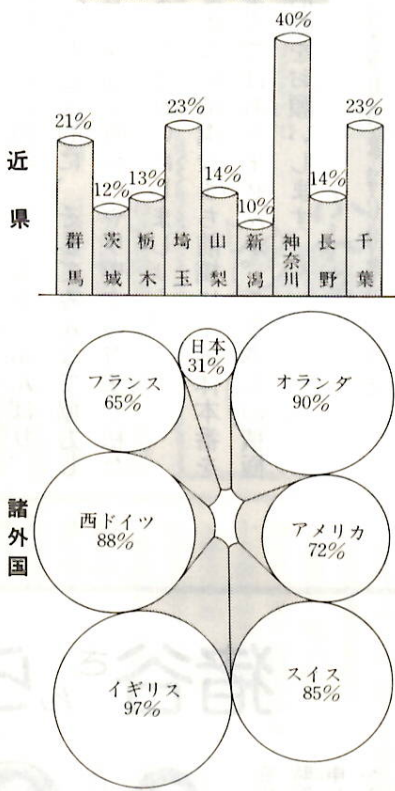 近県
21%
12%
13%
23%
14%
10%
40%
14%
23%
群馬
茨城
栃木
埼玉
山梨
新潟
神奈川
長野
千葉
諸外国
日本
31%
フランス
65%
オランダ
90%
西ドイツ
88%
アメリカ
72%
イギリス
97%
スイス
85%